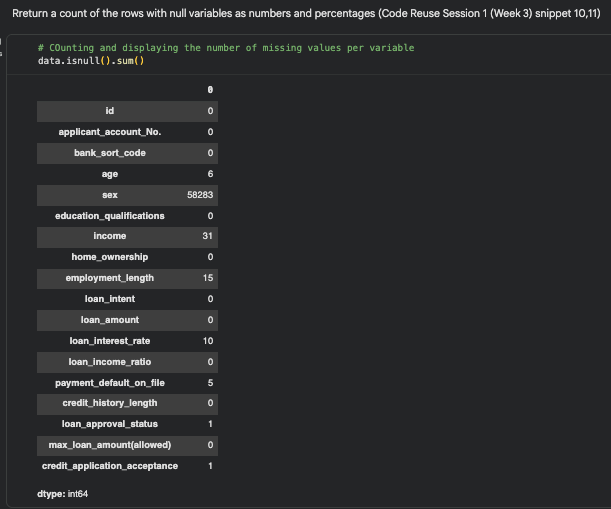 Rreturn a count of the rows with null variables as numbers and percentages (Code Reuse Session 1 (Week 3) snippet 10,11)
# COunting and displaying the number of missing values per variable
data.isnull().sum()
0
id 0
applicant_account_No. 0
bank_sort_code 0
age 6
sex 58283
education_qualifications 0
income 31
home_ownership 0
employment_length 15
loan_intent 0
loan_amount 0
loan_interest_rate 10
loan_income_ratio 0
payment_default_on_file 5
credit_history_length 0
loan_approval_status 1
max_loan_amount(allowed) 0
credit_application_acceptance 1
dtype: int64